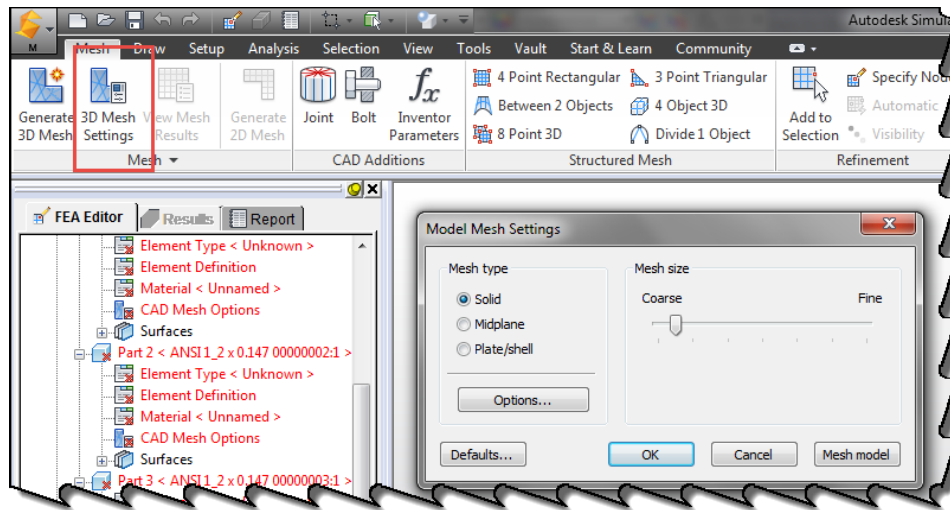 Autodesk Simula
M
Mesh Draw Setup Analysis Selection View Tools Vault Start & Learn Community
Generate 3D Mesh
3D Mesh Settings
View Mesh Results
Generate 2D Mesh
Mesh
Joint
Bolt
Inventor Parameters
CAD Additions
4 Point Rectangular
3 Point Triangular
Between 2 Objects
4 Object 3D
8 Point 3D
Divide 1 Object
Structured Mesh
Add to Selection
Specify Nod
Automatic
Visibility
Refinement
FEA Editor
Results
Report
Element Type < Unknown >
Element Definition
Material < Unnamed >
CAD Mesh Options
Surfaces
Part 2 < ANSI 1_2 x 0.147 00000002:1 >
Element Type < Unknown >
Element Definition
Material < Unnamed >
CAD Mesh Options
Surfaces
Part 3 < ANSI 1_2 x 0.147 00000003:1 >
Model Mesh Settings
Mesh type
Solid
Midplane
Plate/shell
Options...
Mesh size
Coarse
Fine
Defaults...
OK
Cancel
Mesh model